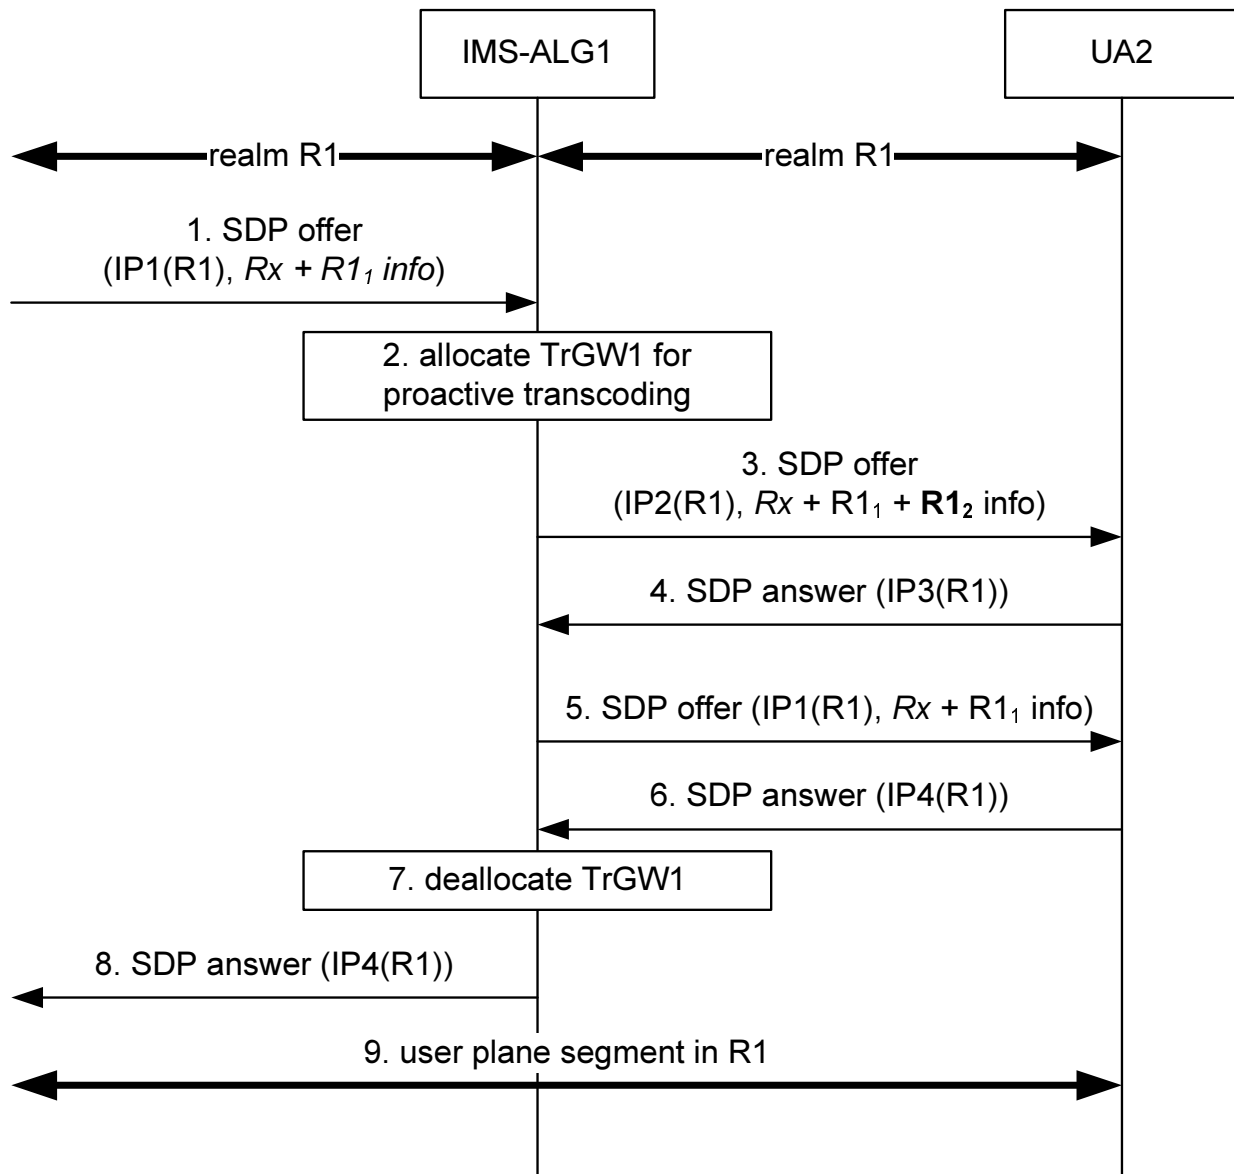 IMS-ALG1
UA2
realm R1
realm R1
1. SDP offer
(IP1(R1), Rx + R1₁ info)
2. allocate TrGW1 for
proactive transcoding
3. SDP offer
(IP2(R1), Rx + R1₁ + R1₂ info)
4. SDP answer (IP3(R1))
5. SDP offer (IP1(R1), Rx + R1₁ info)
6. SDP answer (IP4(R1))
7. deallocate TrGW1
8. SDP answer (IP4(R1))
9. user plane segment in R1